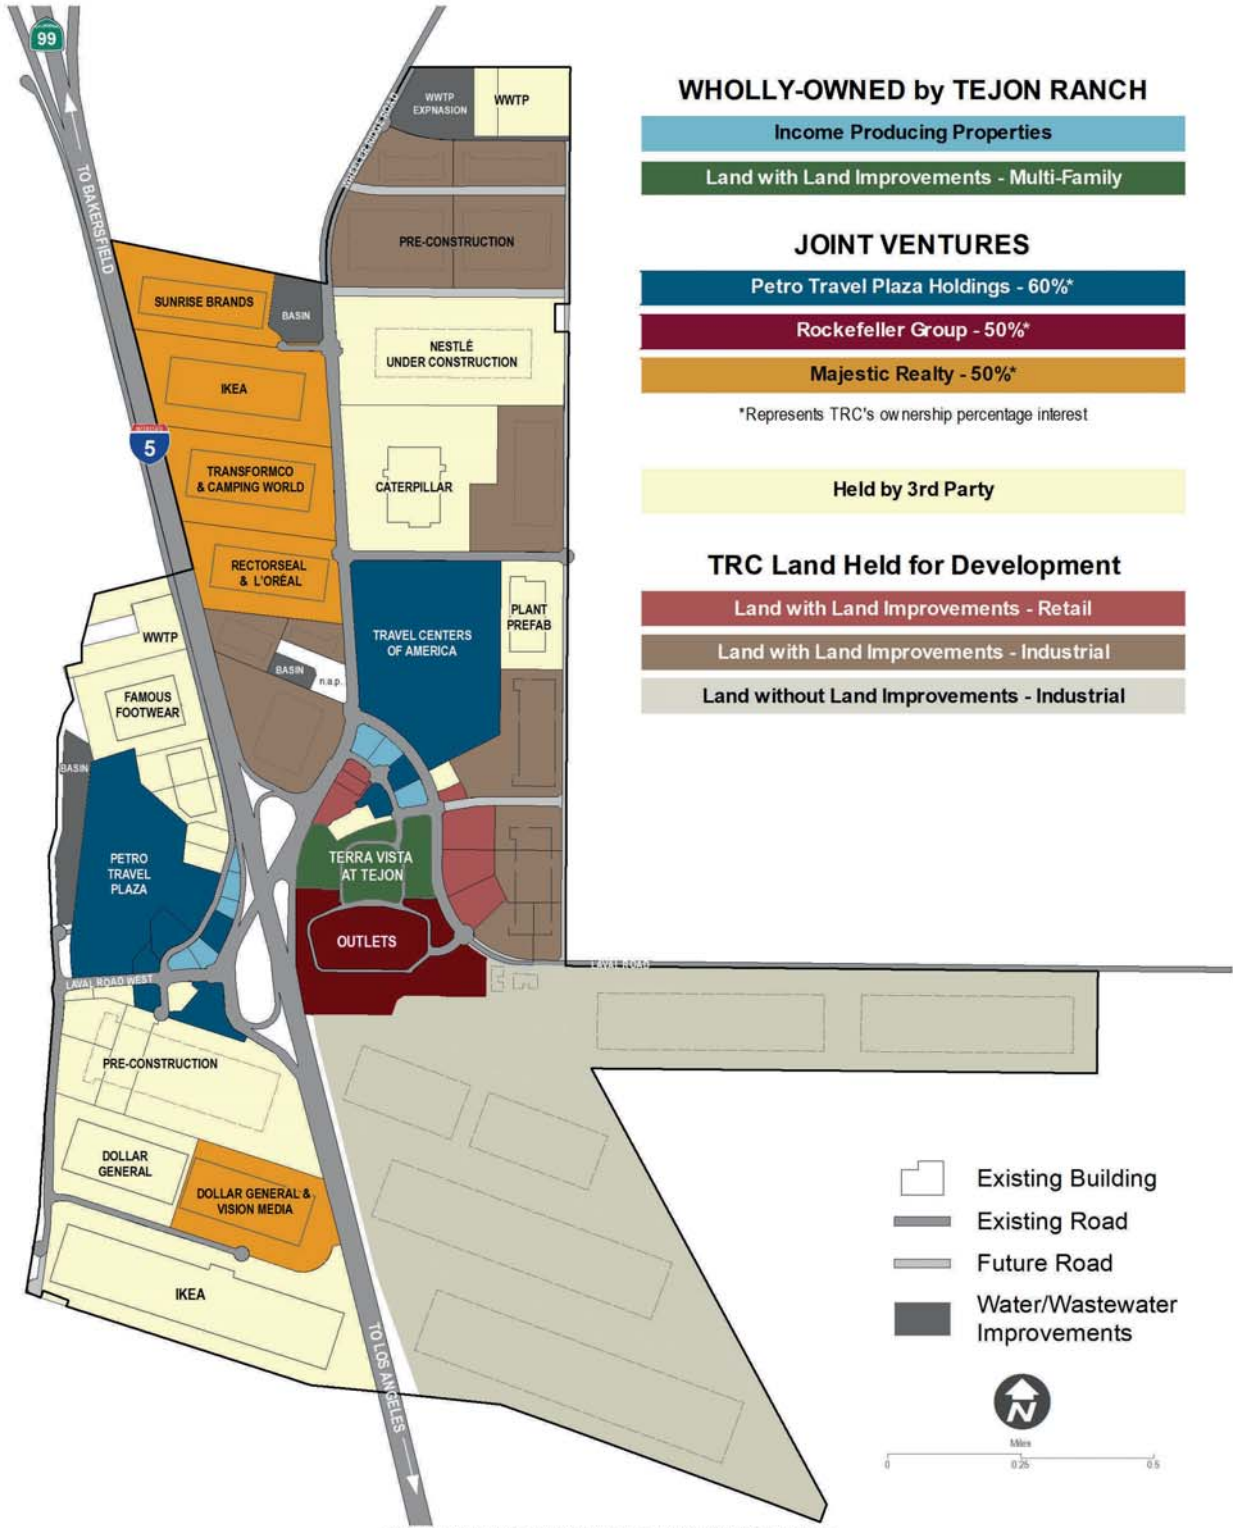 99
TO BAKERSFIELD
WHEELER RIDGE ROAD
WWTP
EXPNASION
WWTP
PRE-CONSTRUCTION
SUNRISE BRANDS
BASIN
NESTLÉ
UNDER CONSTRUCTION
IKEA
INTERSTATE
5
TRANSFORMCO
& CAMPING WORLD
CATERPILLAR
RECTORSEAL
& L'ORÉAL
PLANT
PREFAB
WWTP
TRAVEL CENTERS
OF AMERICA
BASIN
n.a.p.
FAMOUS
FOOTWEAR
BASIN
PETRO
TRAVEL
PLAZA
TERRA VISTA
AT TEJON
OUTLETS
LAVAL ROAD
LAVAL ROAD WEST
PRE-CONSTRUCTION
DOLLAR
GENERAL
DOLLAR GENERAL &
VISION MEDIA
IKEA
TO LOS ANGELES
WHOLLY-OWNED by TEJON RANCH
Income Producing Properties
Land with Land Improvements - Multi-Family
JOINT VENTURES
Petro Travel Plaza Holdings - 60%*
Rockefeller Group - 50%*
Majestic Realty - 50%*
*Represents TRC's ownership percentage interest
Held by 3rd Party
TRC Land Held for Development
Land with Land Improvements - Retail
Land with Land Improvements - Industrial
Land without Land Improvements - Industrial
Existing Building
Existing Road
Future Road
Water/Wastewater
Improvements
N
Miles
0 0.25 0.5